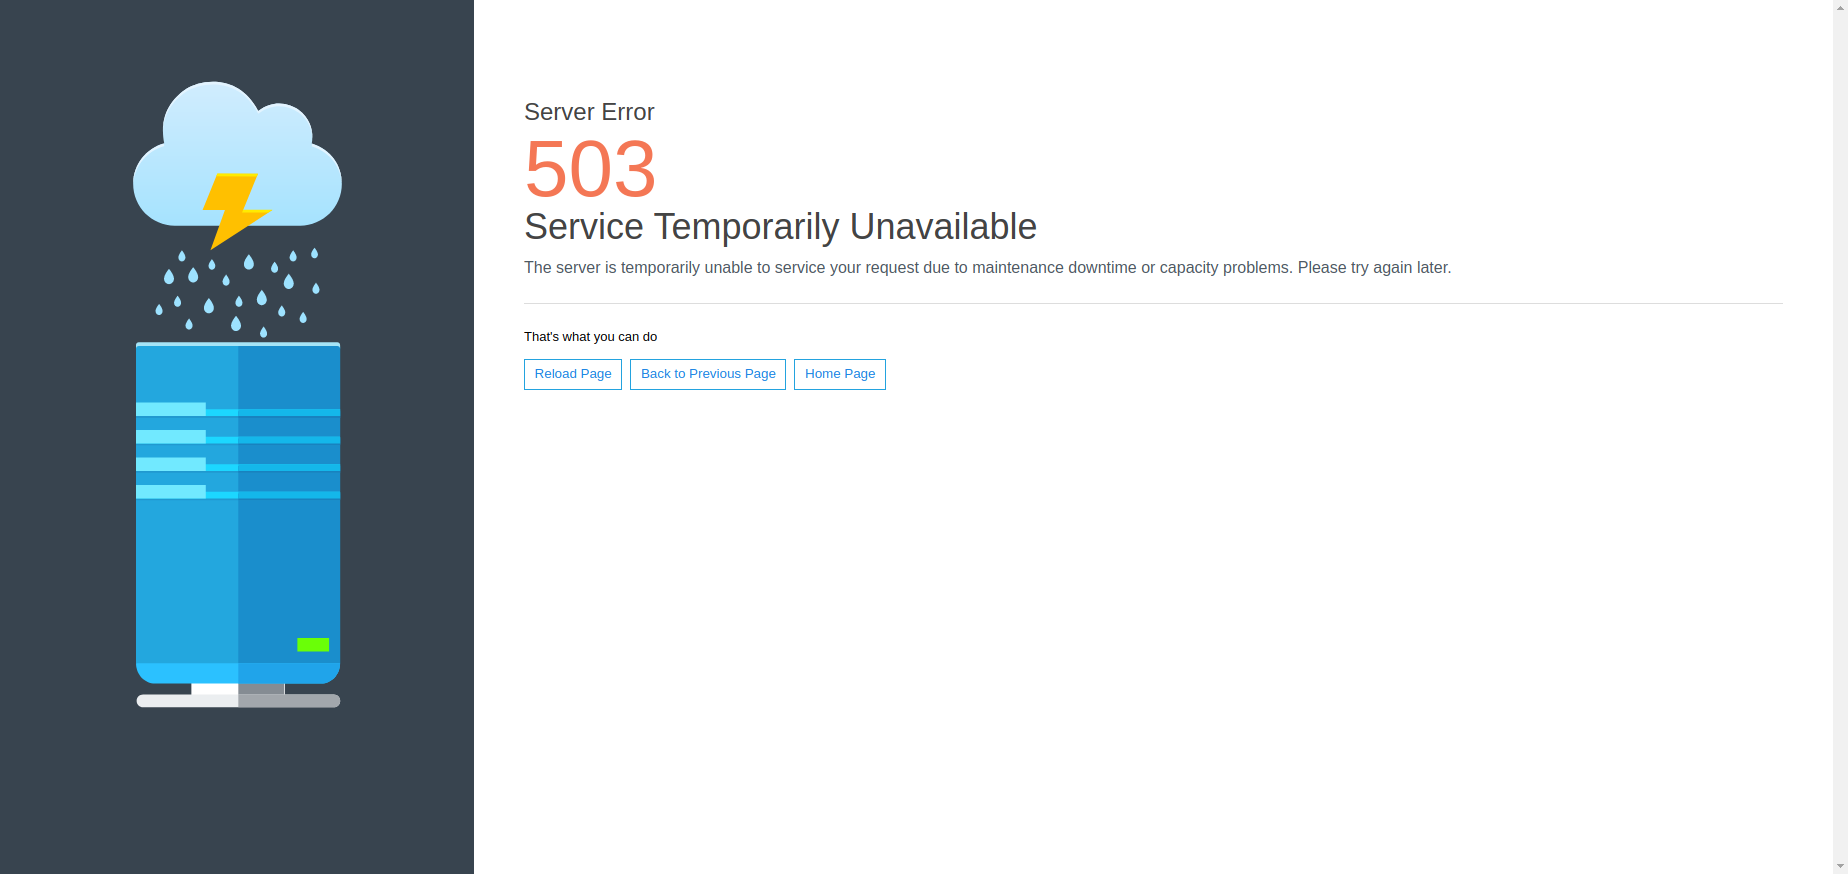 Server Error
503
Service Temporarily Unavailable
The server is temporarily unable to service your request due to maintenance downtime or capacity problems. Please try again later.
That's what you can do
Reload Page Back to Previous Page Home Page